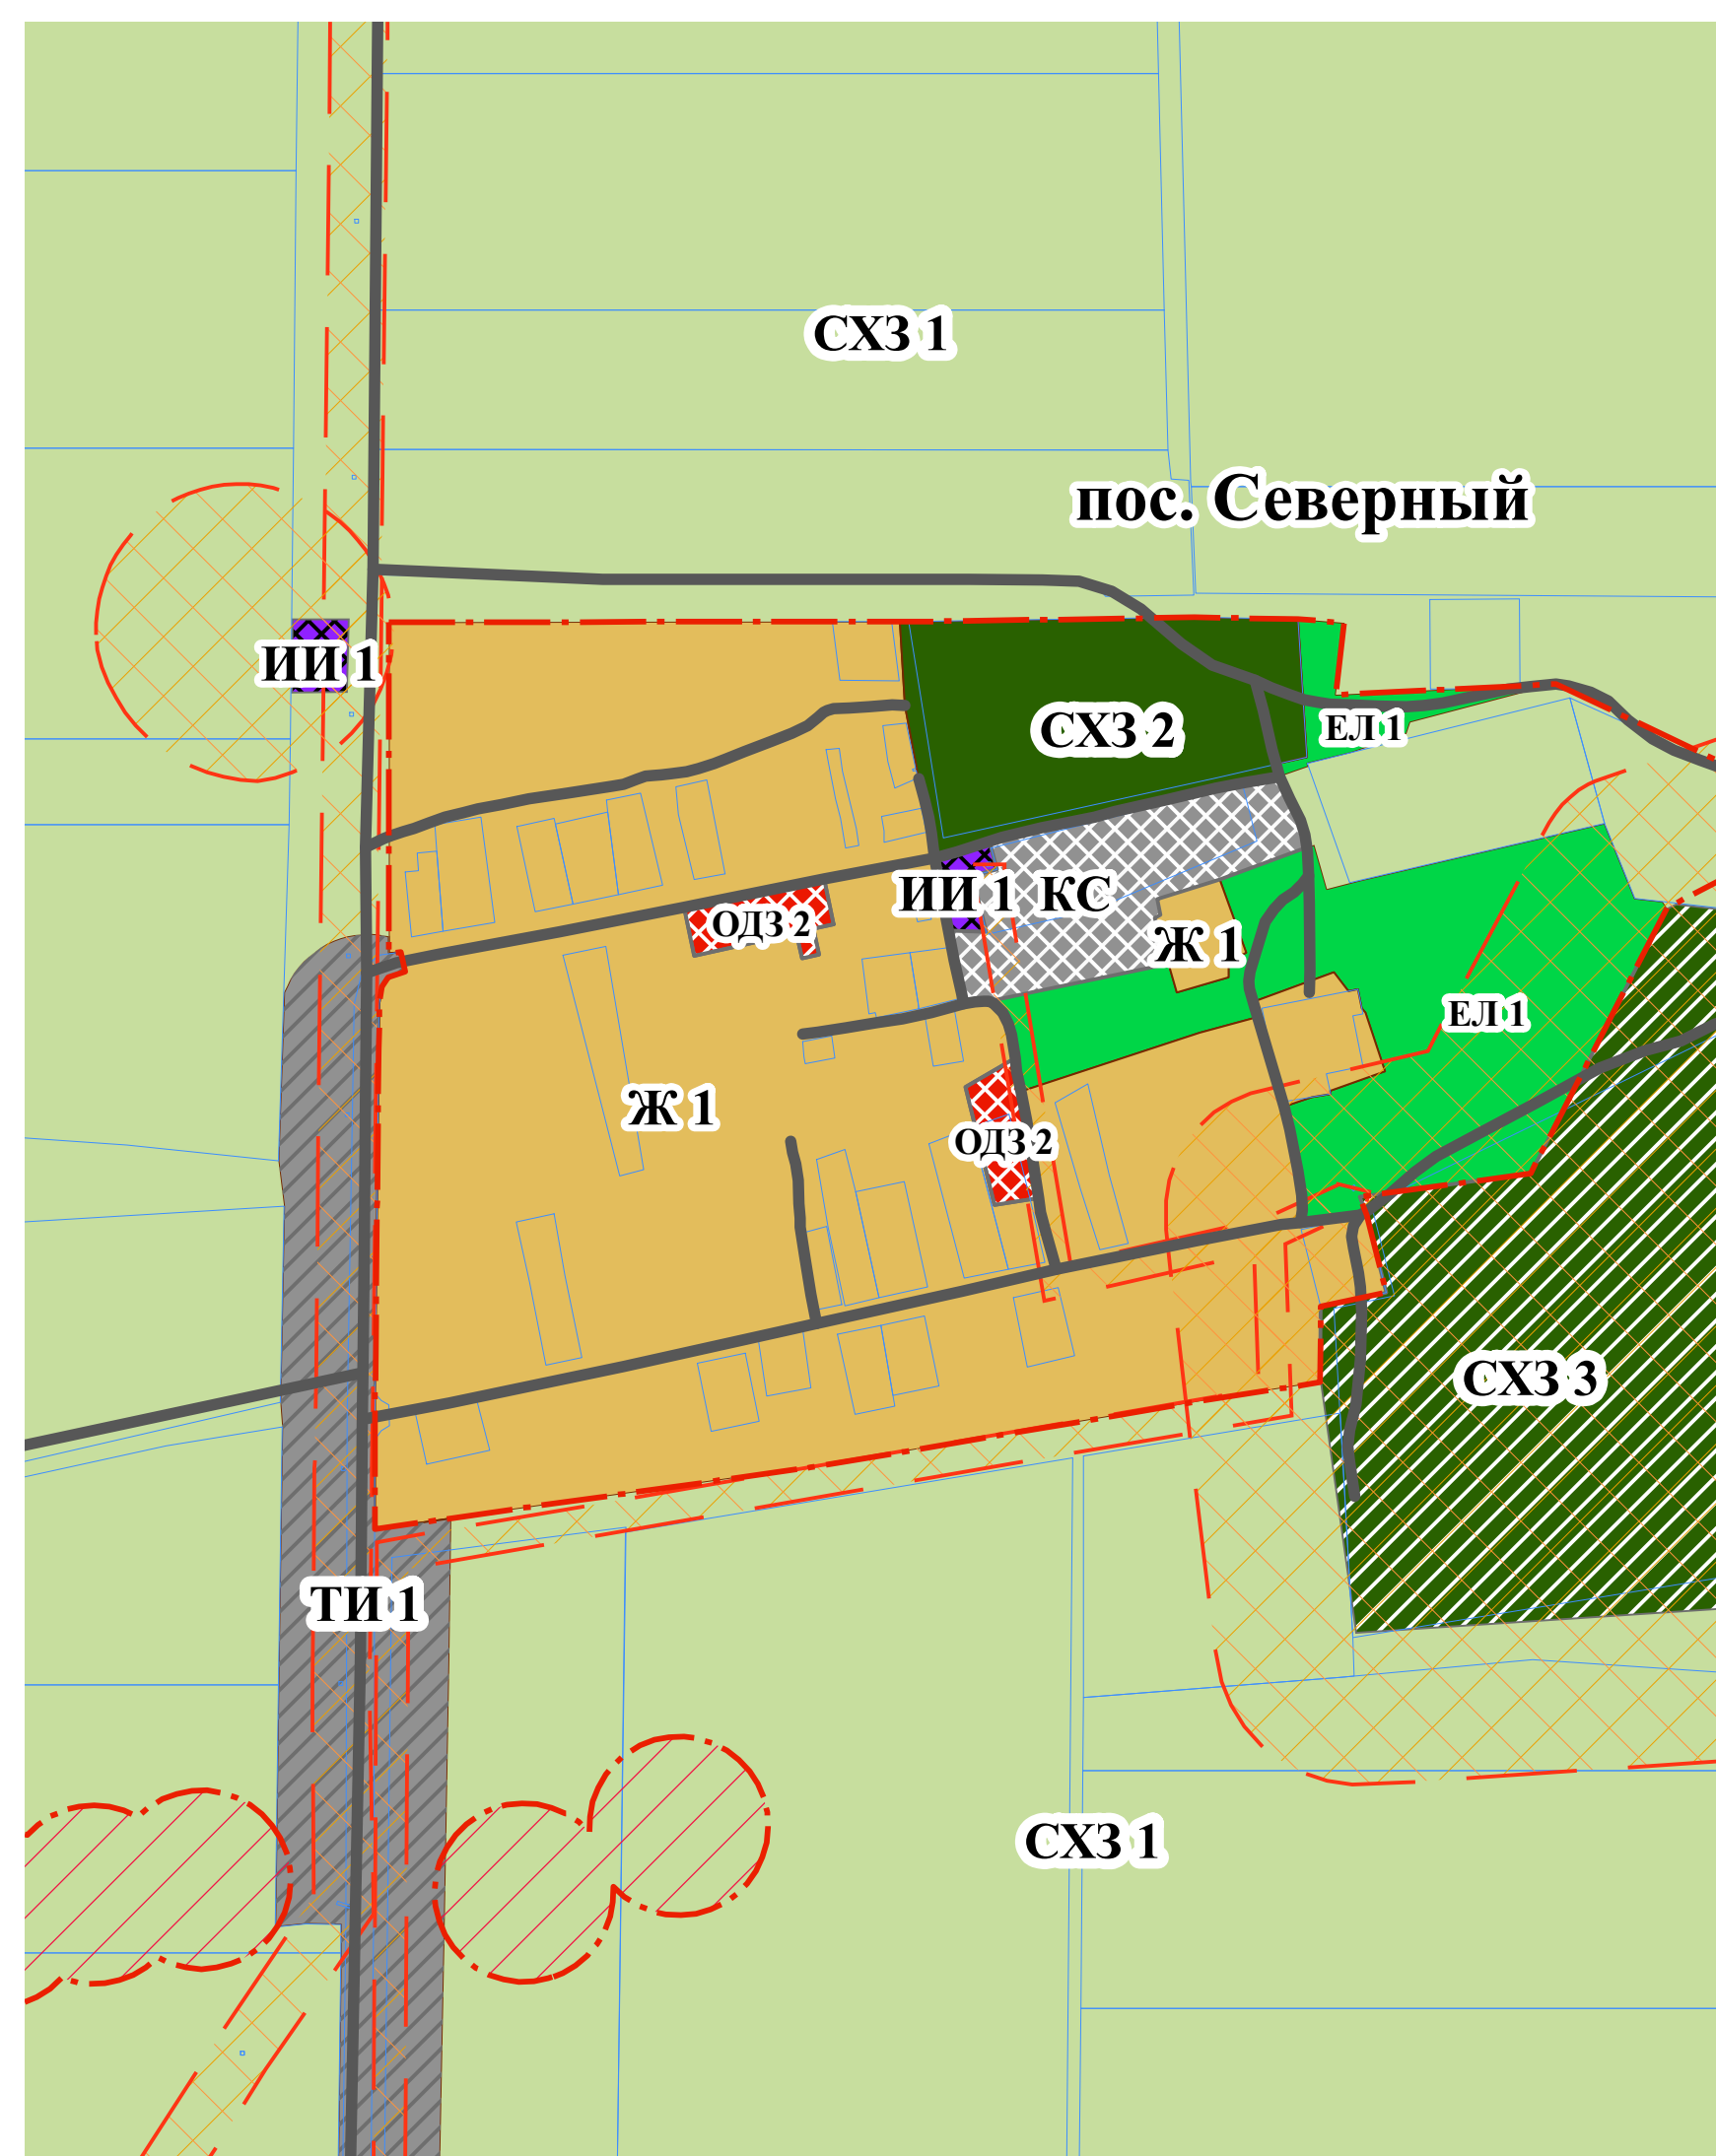 СХЗ 1
пос. Северный
ИИ 1
СХЗ 2
ЕЛ 1
ИИ 1
КС
ОДЗ 2
Ж 1
ЕЛ 1
Ж 1
ОДЗ 2
СХЗ 3
ТИ 1
СХЗ 1